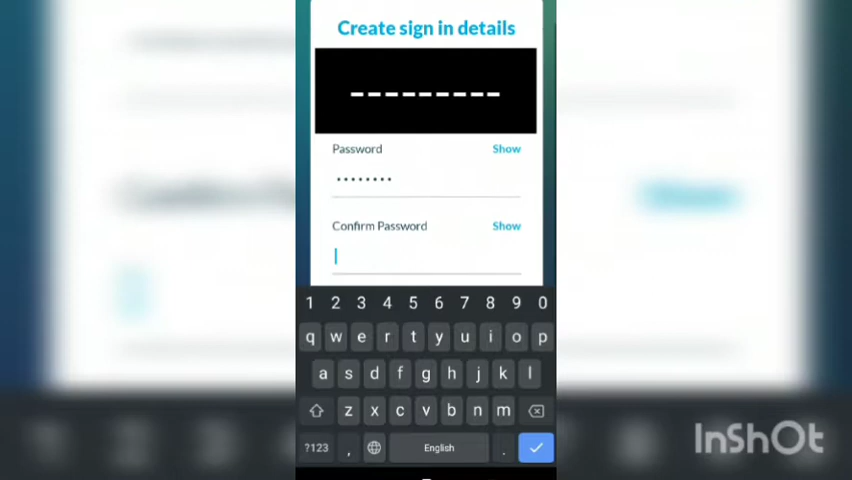 Create sign in details
Password Show
••••••••
Confirm Password Show
1 2 3 4 5 6 7 8 9 0
q w e r t y u i o p
a s d f g h j k l
z x c v b n m
?123 , English .
InShOt